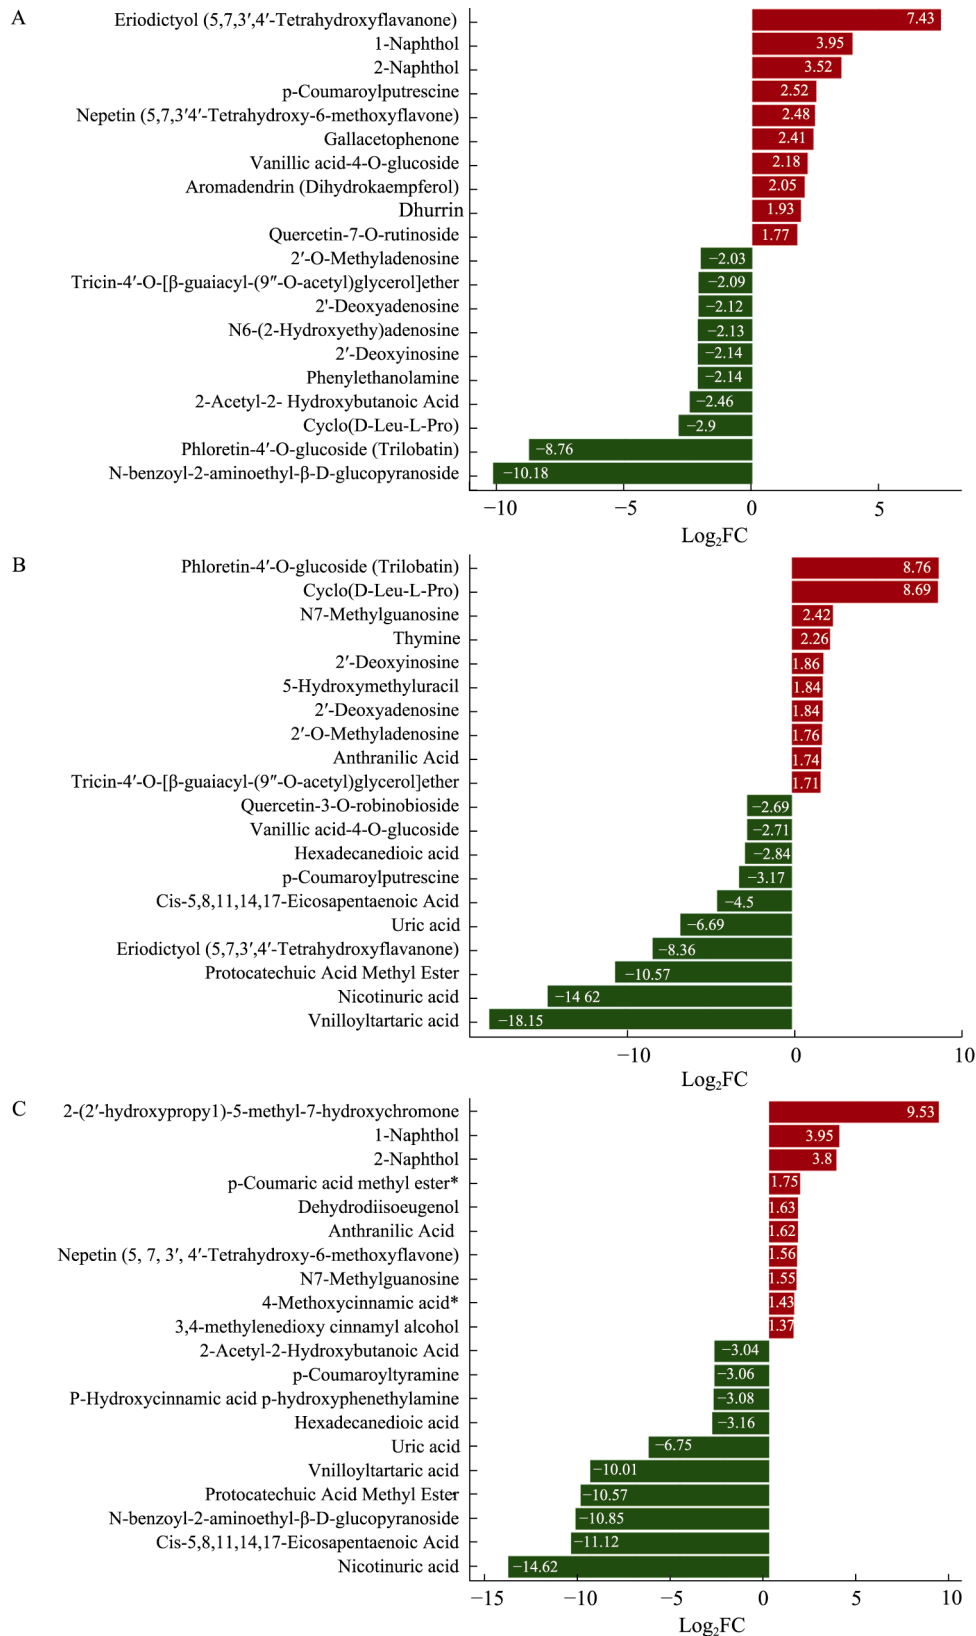 A
Eriodictyol (5,7,3′,4′-Tetrahydroxyflavanone) 7.43
1-Naphthol 3.95
2-Naphthol 3.52
p-Coumaroylputrescine 2.52
Nepetin (5,7,3′4′-Tetrahydroxy-6-methoxyflavone) 2.48
Gallacetophenone 2.41
Vanillic acid-4-O-glucoside 2.18
Aromadendrin (Dihydrokaempferol) 2.05
Dhurrin 1.93
Quercetin-7-O-rutinoside 1.77
2′-O-Methyladenosine −2.03
Tricin-4′-O-[β-guaiacyl-(9″-O-acetyl)glycerol]ether −2.09
2'-Deoxyadenosine −2.12
N6-(2-Hydroxyethy)adenosine −2.13
2′-Deoxyinosine −2.14
Phenylethanolamine −2.14
2-Acetyl-2- Hydroxybutanoic Acid −2.46
Cyclo(D-Leu-L-Pro) −2.9
Phloretin-4′-O-glucoside (Trilobatin) −8.76
N-benzoyl-2-aminoethyl-β-D-glucopyranoside −10.18
−10 −5 0 5
Log₂FC
B
Phloretin-4′-O-glucoside (Trilobatin) 8.76
Cyclo(D-Leu-L-Pro) 8.69
N7-Methylguanosine 2.42
Thymine 2.26
2′-Deoxyinosine 1.86
5-Hydroxymethyluracil 1.84
2′-Deoxyadenosine 1.84
2′-O-Methyladenosine 1.76
Anthranilic Acid 1.74
Tricin-4′-O-[β-guaiacyl-(9″-O-acetyl)glycerol]ether 1.71
Quercetin-3-O-robinobioside −2.69
Vanillic acid-4-O-glucoside −2.71
Hexadecanedioic acid −2.84
p-Coumaroylputrescine −3.17
Cis-5,8,11,14,17-Eicosapentaenoic Acid −4.5
Uric acid −6.69
Eriodictyol (5,7,3′,4′-Tetrahydroxyflavanone) −8.36
Protocatechuic Acid Methyl Ester −10.57
Nicotinuric acid −14 62
Vnilloyltartaric acid −18.15
−10 0 10
Log₂FC
C
2-(2′-hydroxypropy1)-5-methyl-7-hydroxychromone 9.53
1-Naphthol 3.95
2-Naphthol 3.8
p-Coumaric acid methyl ester* 1.75
Dehydrodiisoeugenol 1.63
Anthranilic Acid 1.62
Nepetin (5, 7, 3′, 4′-Tetrahydroxy-6-methoxyflavone) 1.56
N7-Methylguanosine 1.55
4-Methoxycinnamic acid* 1.43
3,4-methylenedioxy cinnamyl alcohol 1.37
2-Acetyl-2-Hydroxybutanoic Acid −3.04
p-Coumaroyltyramine −3.06
P-Hydroxycinnamic acid p-hydroxyphenethylamine −3.08
Hexadecanedioic acid −3.16
Uric acid −6.75
Vnilloyltartaric acid −10.01
Protocatechuic Acid Methyl Ester −10.57
N-benzoyl-2-aminoethyl-β-D-glucopyranoside −10.85
Cis-5,8,11,14,17-Eicosapentaenoic Acid −11.12
Nicotinuric acid −14.62
−15 −10 −5 0 5 10
Log₂FC